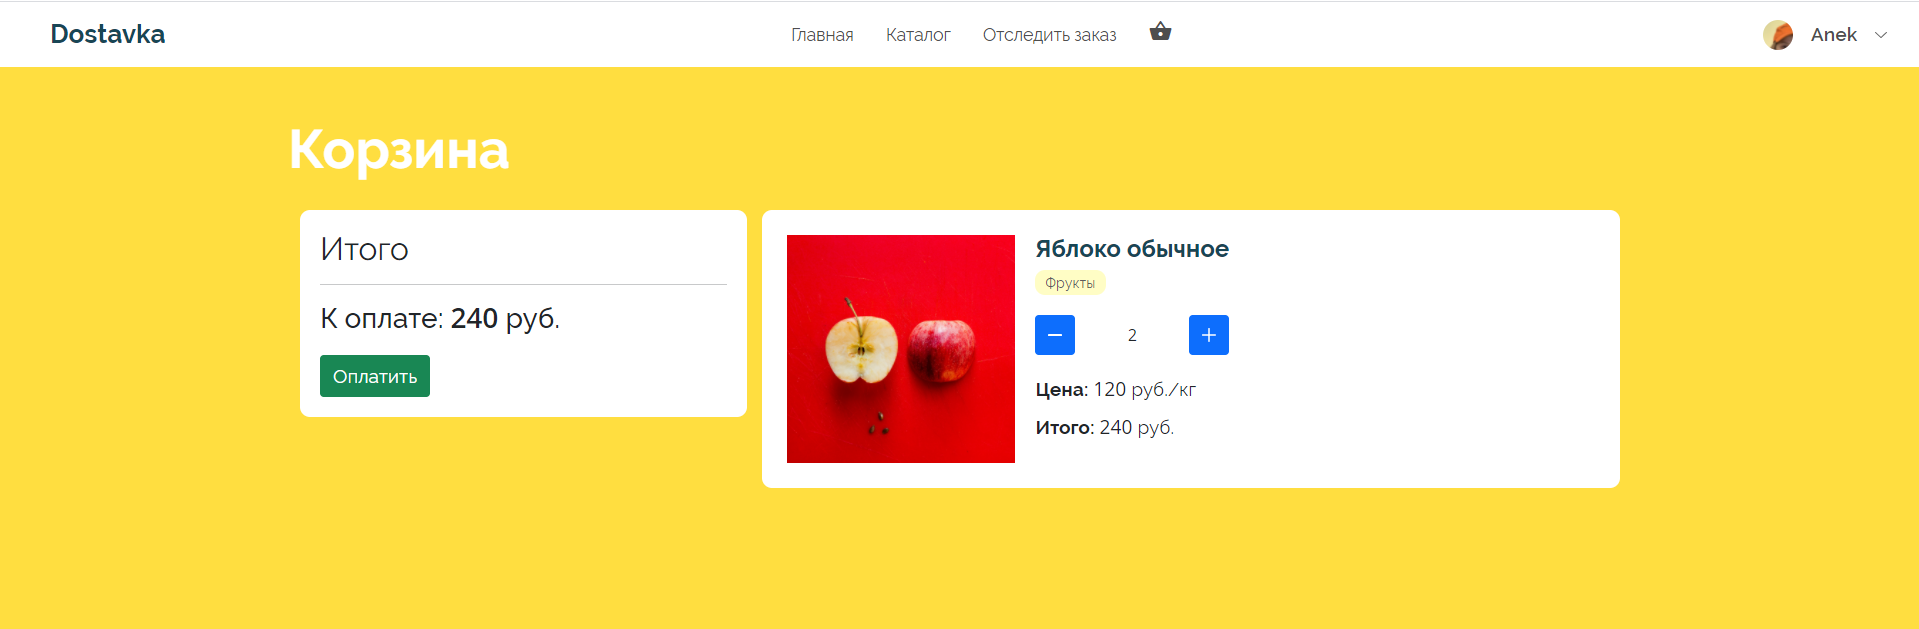 Dostavka
Главная Каталог Отследить заказ
Anek
Корзина
Итого
К оплате: 240 руб.
Оплатить
Яблоко обычное
Фрукты
− 2 +
Цена: 120 руб./кг
Итого: 240 руб.